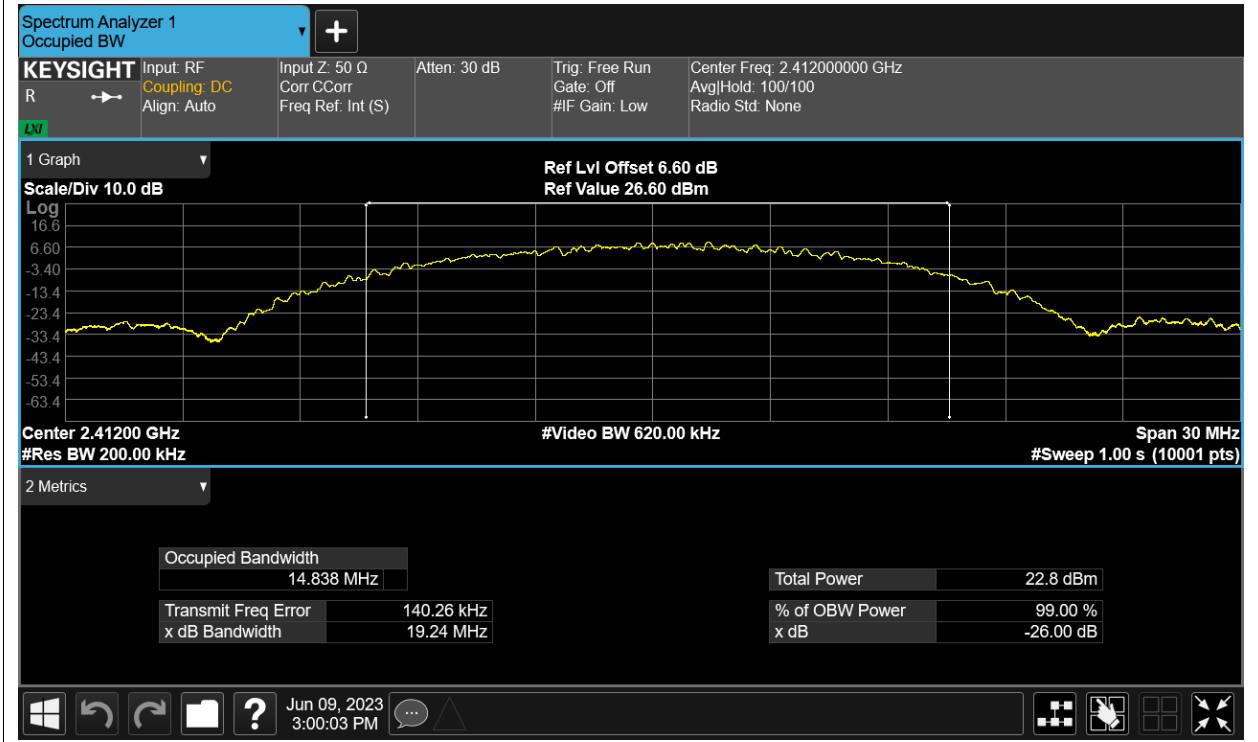 Spectrum Analyzer 1
Occupied BW
KEYSIGHT
R
LXI
Input: RF
Coupling: DC
Align: Auto
Input Z: 50 Ω
Corr CCorr
Freq Ref: Int (S)
Atten: 30 dB
Trig: Free Run
Gate: Off
#IF Gain: Low
Center Freq: 2.412000000 GHz
Avg|Hold: 100/100
Radio Std: None
1 Graph
Scale/Div 10.0 dB
Ref Lvl Offset 6.60 dB
Ref Value 26.60 dBm
Log
16.6
6.60
-3.40
-13.4
-23.4
-33.4
-43.4
-53.4
-63.4
Center 2.41200 GHz
#Video BW 620.00 kHz
Span 30 MHz
#Res BW 200.00 kHz
#Sweep 1.00 s (10001 pts)
2 Metrics
Occupied Bandwidth
14.838 MHz
Total Power 22.8 dBm
Transmit Freq Error 140.26 kHz
% of OBW Power 99.00 %
x dB Bandwidth 19.24 MHz
x dB -26.00 dB
?
Jun 09, 2023
3:00:03 PM